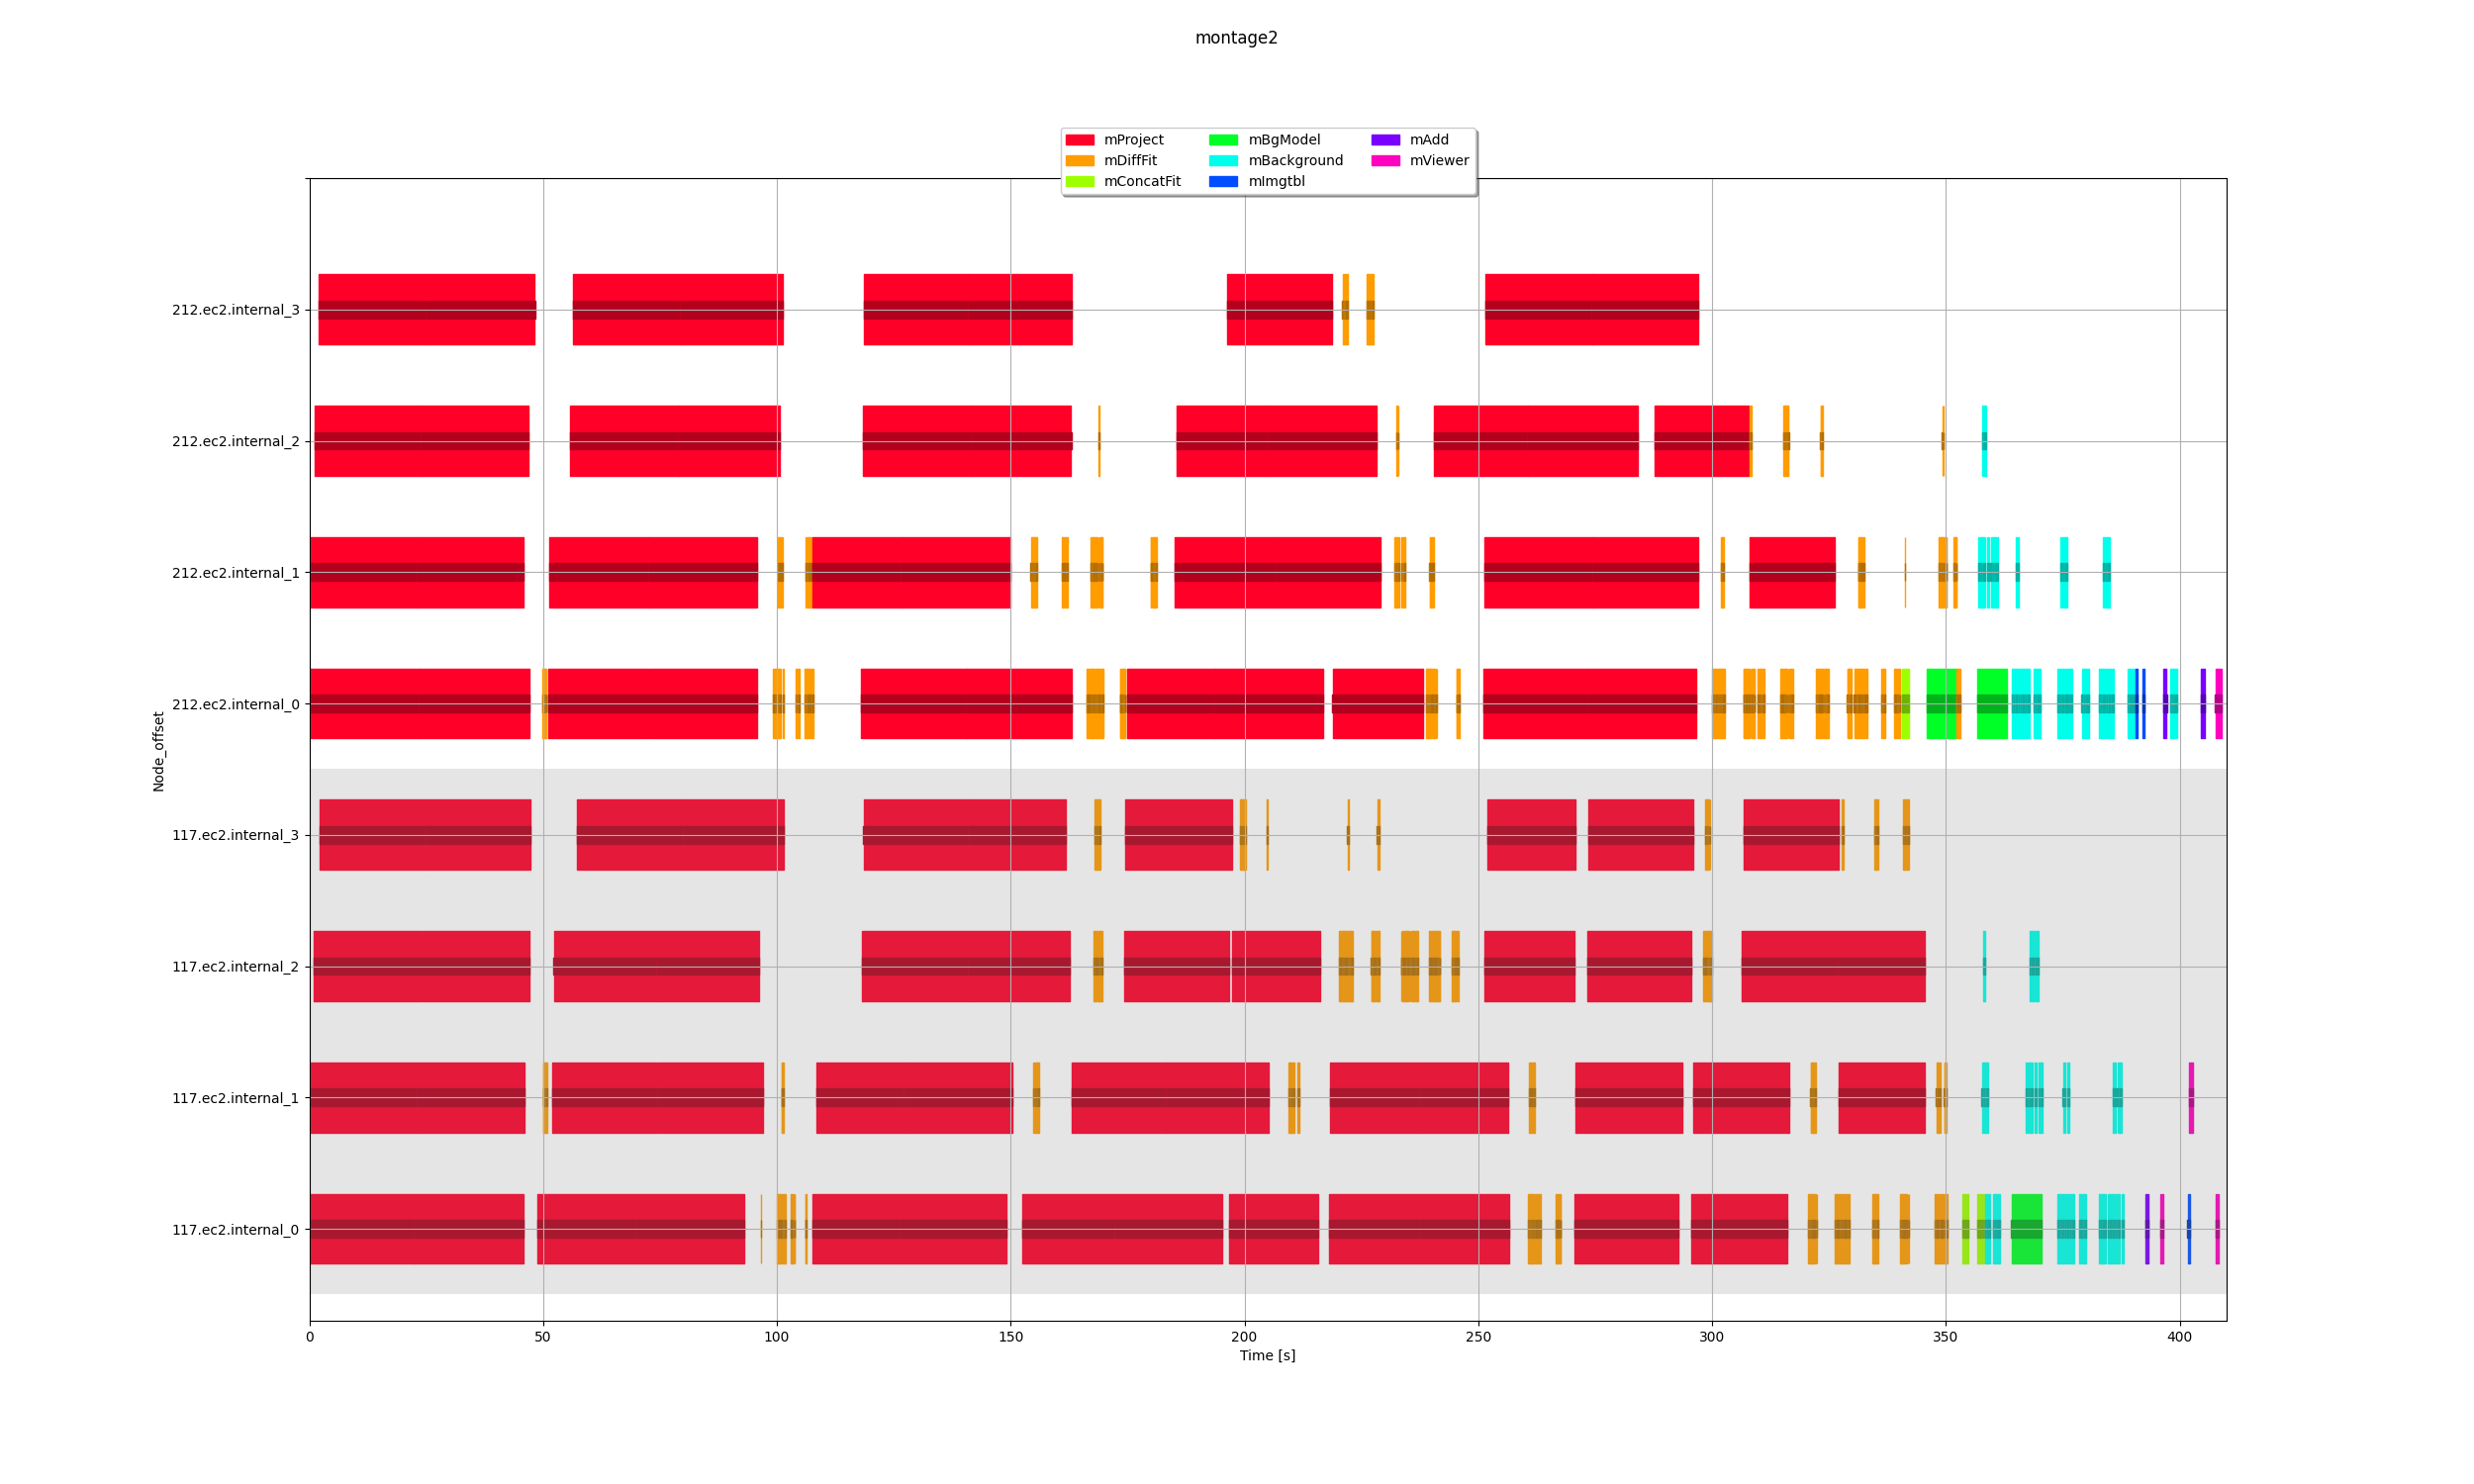 montage2
mProject mBgModel mAdd
mDiffFit mBackground mViewer
mConcatFit mImgtbl
212.ec2.internal_3
212.ec2.internal_2
212.ec2.internal_1
212.ec2.internal_0
Node_offset
117.ec2.internal_3
117.ec2.internal_2
117.ec2.internal_1
117.ec2.internal_0
0 50 100 150 200 250 300 350 400
Time [s]